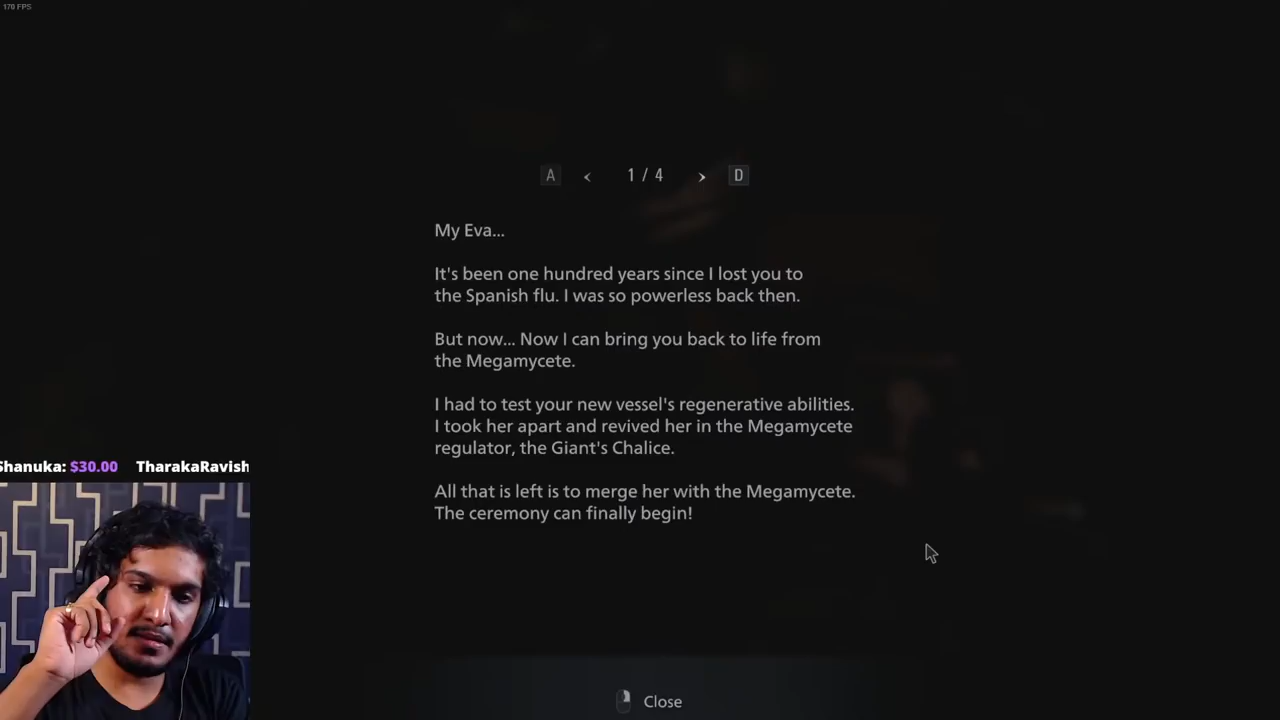 170 FPS
A < 1 / 4 > D
My Eva...
It's been one hundred years since I lost you to
the Spanish flu. I was so powerless back then.
But now... Now I can bring you back to life from
the Megamycete.
I had to test your new vessel's regenerative abilities.
I took her apart and revived her in the Megamycete
regulator, the Giant's Chalice.
All that is left is to merge her with the Megamycete.
The ceremony can finally begin!
Shanuka: $30.00 TharakaRavish
Close